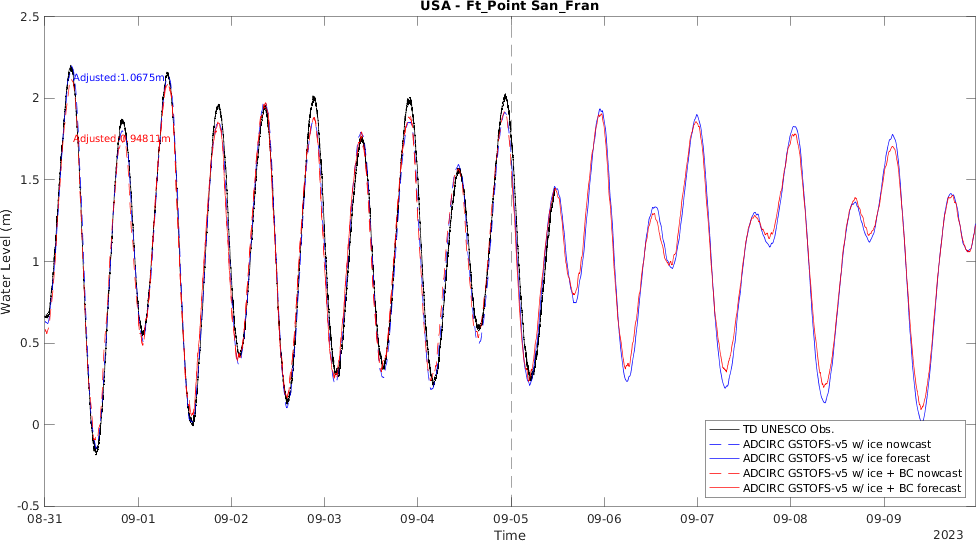 USA - Ft_Point San_Fran
2.5
2
1.5
1
0.5
0
-0.5
Water Level (m)
Adjusted:1.0675m
Adjusted:0.94811m
TD UNESCO Obs.
ADCIRC GSTOFS-v5 w/ ice nowcast
ADCIRC GSTOFS-v5 w/ ice forecast
ADCIRC GSTOFS-v5 w/ ice + BC nowcast
ADCIRC GSTOFS-v5 w/ ice + BC forecast
08-31 09-01 09-02 09-03 09-04 09-05 09-06 09-07 09-08 09-09
Time
2023